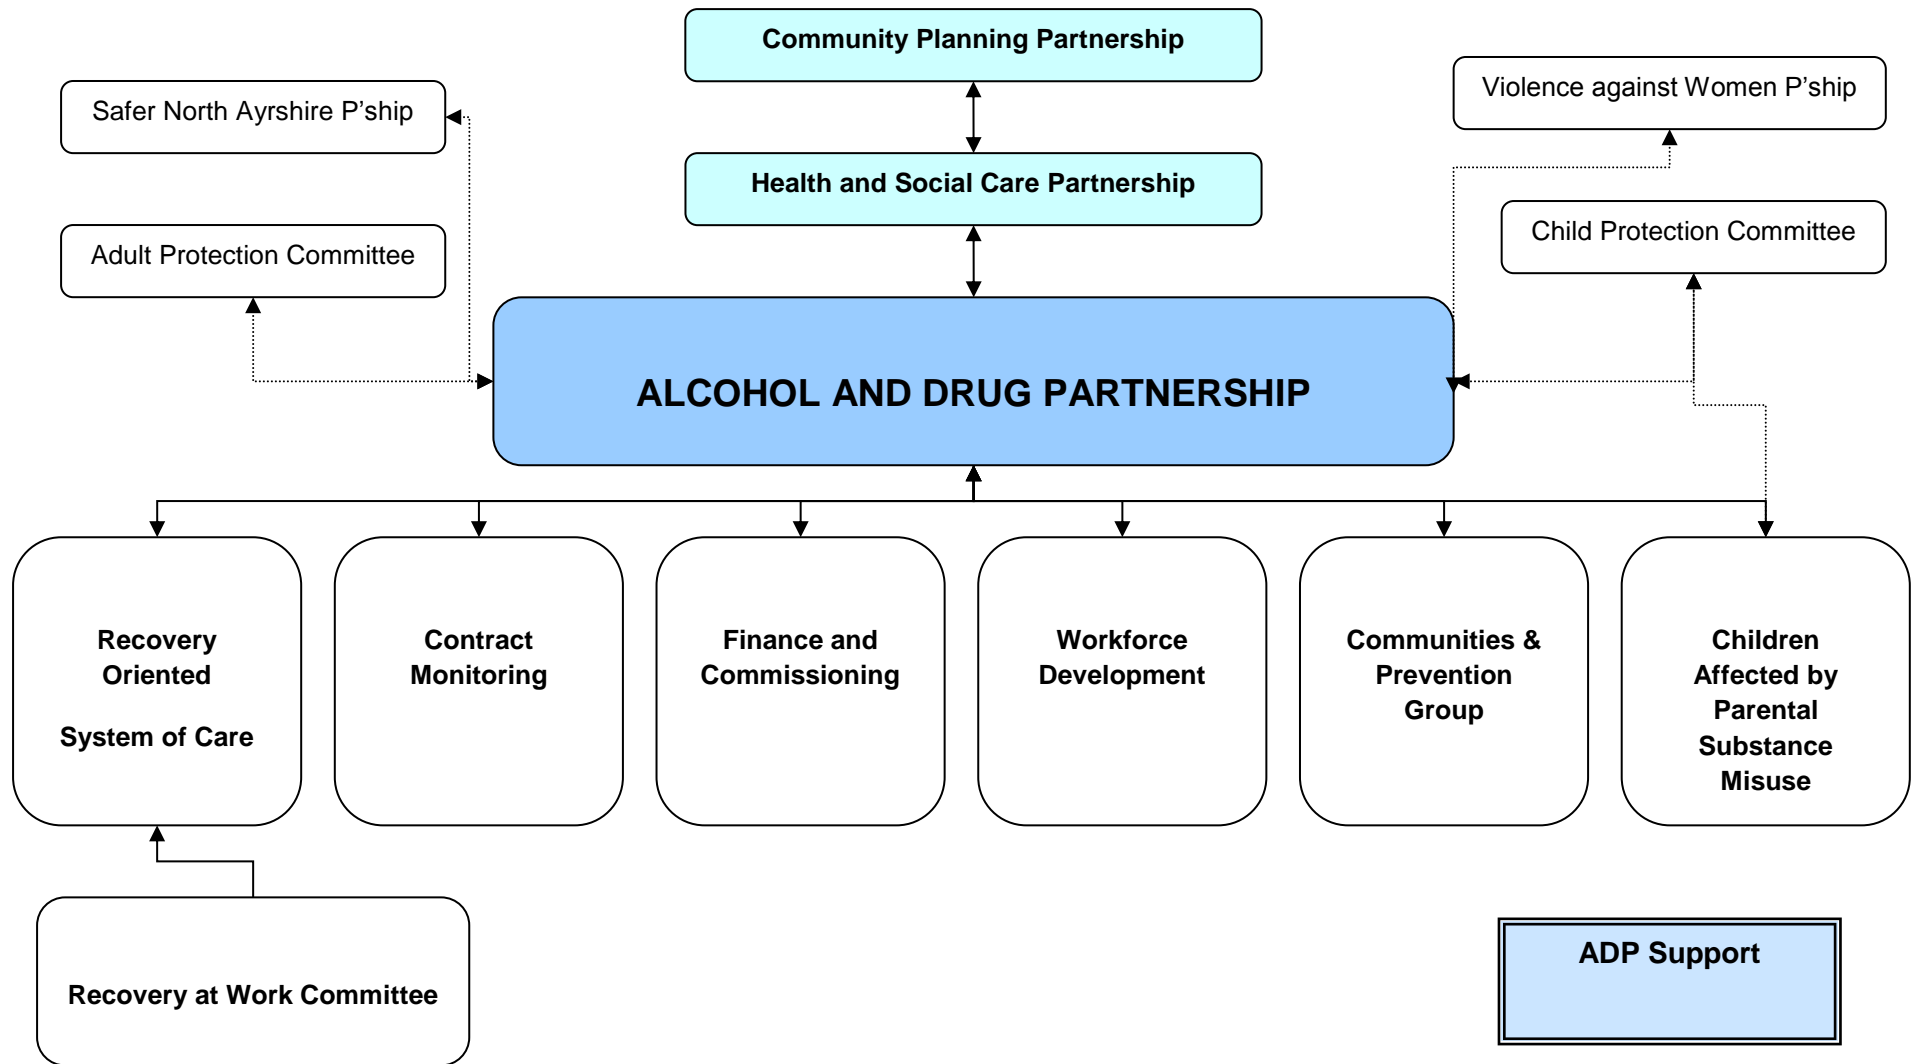 Community Planning Partnership
Safer North Ayrshire P’ship
Violence against Women P’ship
Health and Social Care Partnership
Adult Protection Committee
Child Protection Committee
ALCOHOL AND DRUG PARTNERSHIP
Recovery
Oriented
System of Care
Contract
Monitoring
Finance and
Commissioning
Workforce
Development
Communities &
Prevention
Group
Children
Affected by
Parental
Substance
Misuse
Recovery at Work Committee
ADP Support